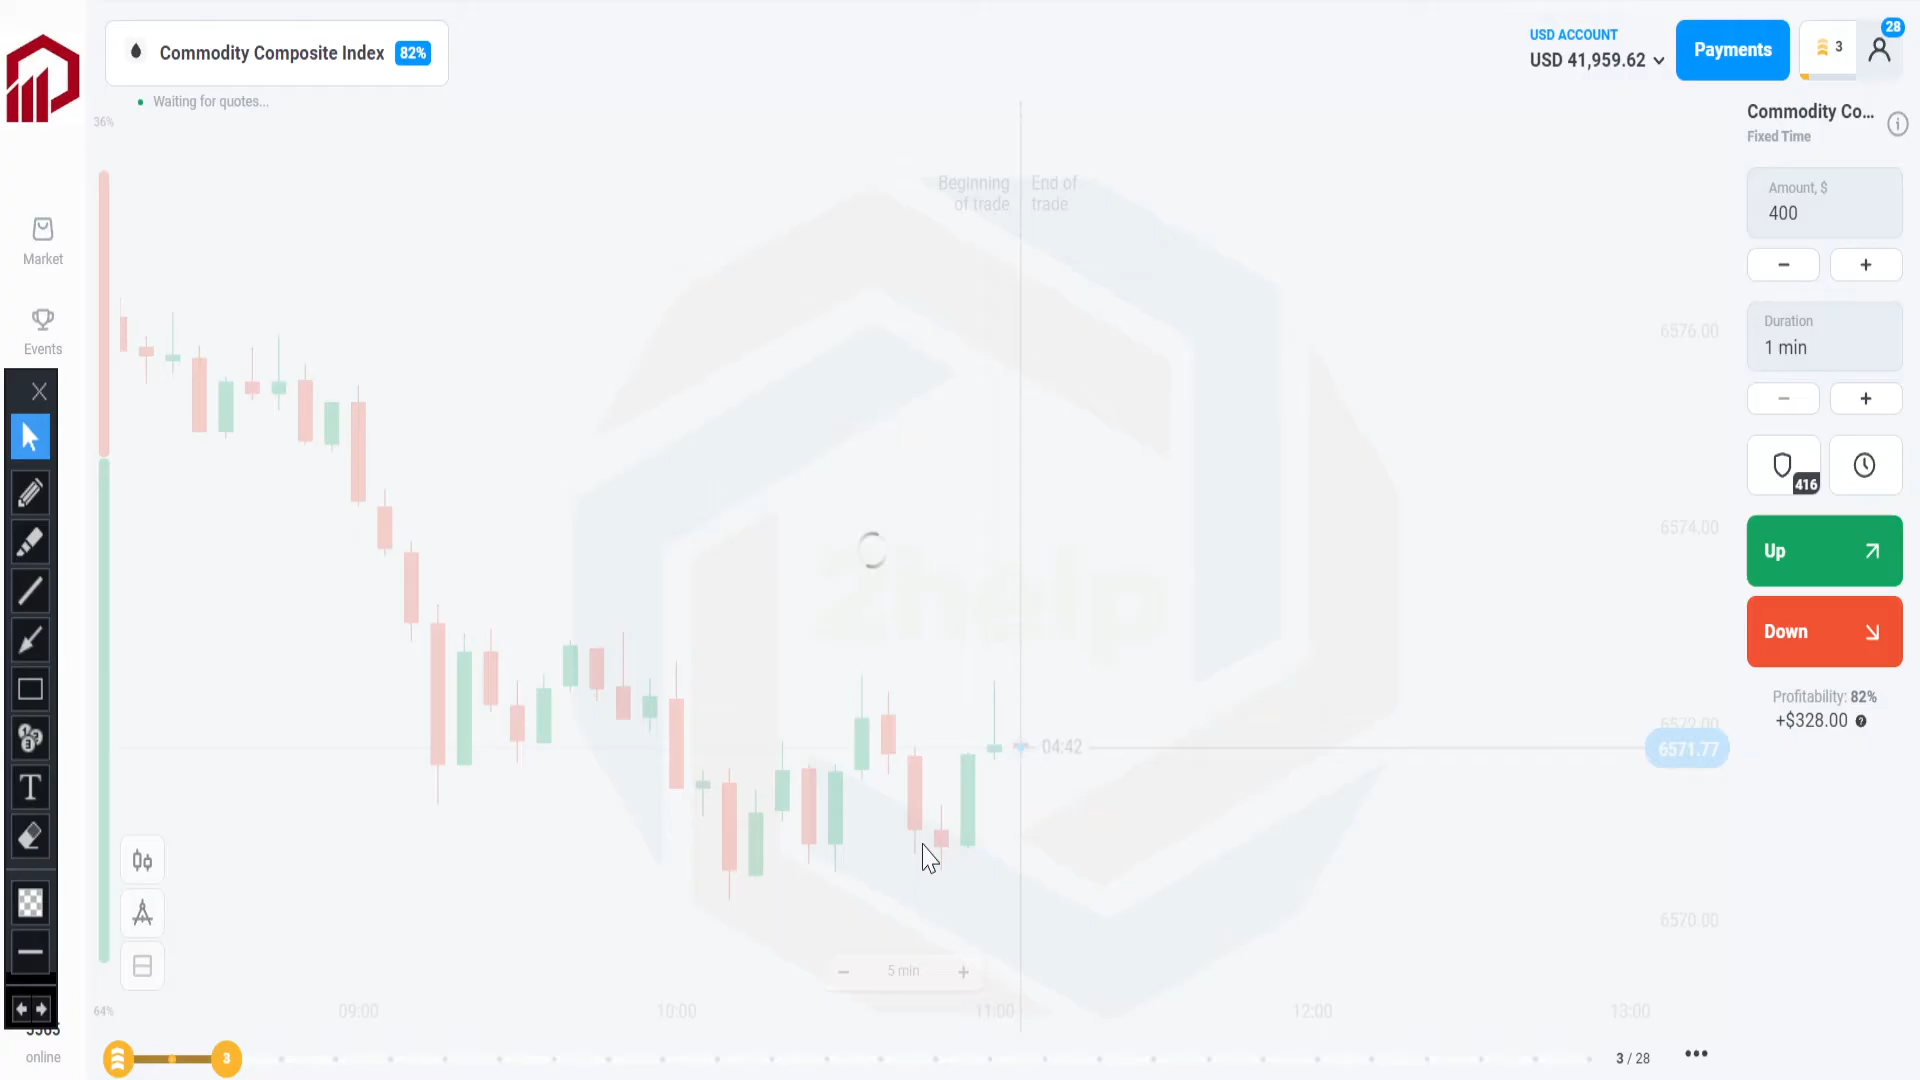 Commodity Composite Index 82%
Waiting for quotes...
USD ACCOUNT
USD 41,959.62
Payments
3
28
36%
Commodity Co...
Fixed Time
Beginning
of trade
End of
trade
Amount, $
400
Market
Events
Duration
1 min
6576.00
416
6574.00
Up
2help
Down
Profitability: 82%
+$328.00
6572.00
04:42
6571.77
T
6570.00
5 min
64%
09:00
10:00
11:00
12:00
13:00
online
3
3 / 28